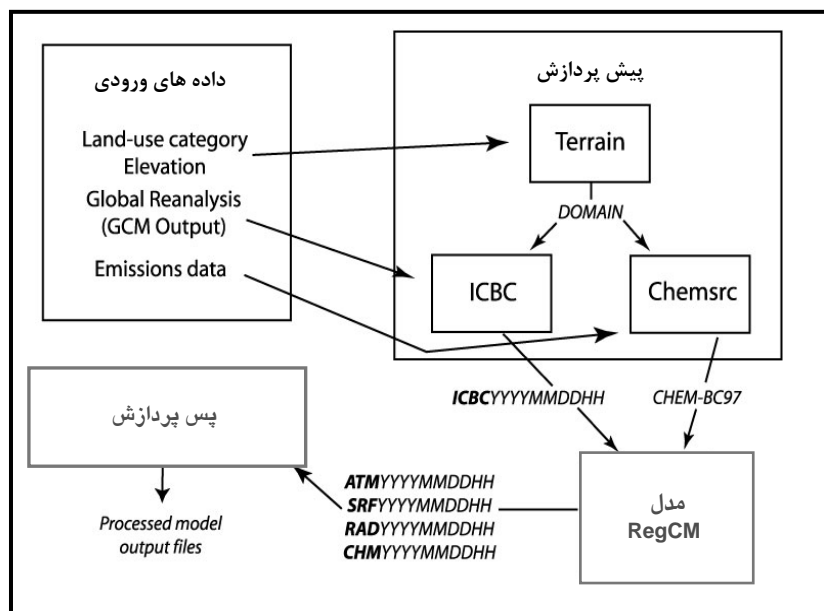 داده های ورودی
Land-use category
Elevation
Global Reanalysis
(GCM Output)
Emissions data
پیش پردازش
Terrain
DOMAIN
ICBC
Chemsrc
ICBCYYYYMMDDHH
CHEM-BC97
مدل
RegCM
ATMYYYYMMDDHH
SRFYYYYMMDDHH
RADYYYYMMDDHH
CHMYYYYMMDDHH
پس پردازش
Processed model
output files